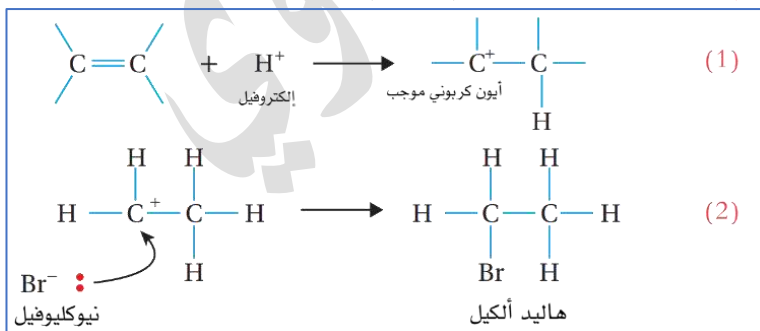 C=C + H⁺ → C⁺—C (1)
إلكتروفيل
أيون كربوني موجب
H
H H H H
H—C⁺—C—H → H—C—C—H (2)
H Br H
Br⁻ :
نيوكليوفيل
هاليد ألكيل